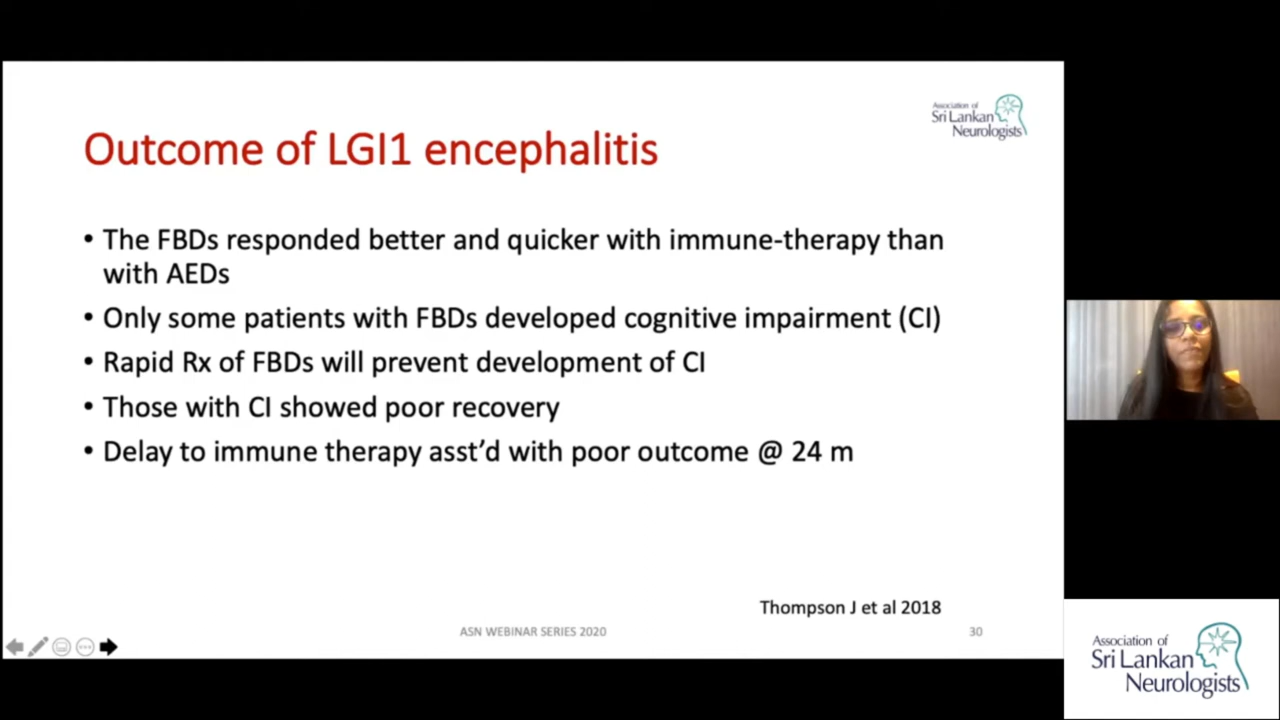 Association of
Sri Lankan
Neurologists
Outcome of LGI1 encephalitis
• The FBDs responded better and quicker with immune-therapy than
with AEDs
• Only some patients with FBDs developed cognitive impairment (CI)
• Rapid Rx of FBDs will prevent development of CI
• Those with CI showed poor recovery
• Delay to immune therapy asst’d with poor outcome @ 24 m
Thompson J et al 2018
ASN WEBINAR SERIES 2020
30
Association of
Sri Lankan
Neurologists